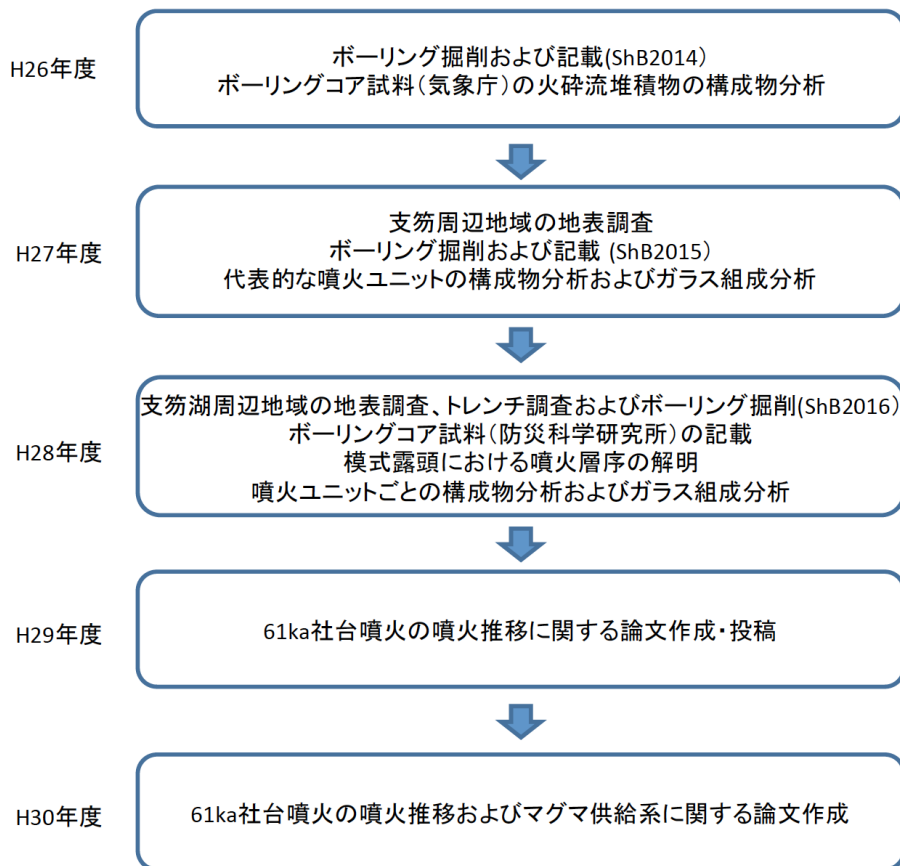 H26年度
ボーリング掘削および記載(ShB2014)
ボーリングコア試料(気象庁)の火砕流堆積物の構成物分析
H27年度
支笏周辺地域の地表調査
ボーリング掘削および記載 (ShB2015)
代表的な噴火ユニットの構成物分析およびガラス組成分析
H28年度
支笏湖周辺地域の地表調査、トレンチ調査およびボーリング掘削(ShB2016)
ボーリングコア試料(防災科学研究所)の記載
模式露頭における噴火層序の解明
噴火ユニットごとの構成物分析およびガラス組成分析
H29年度
61ka社台噴火の噴火推移に関する論文作成・投稿
H30年度
61ka社台噴火の噴火推移およびマグマ供給系に関する論文作成